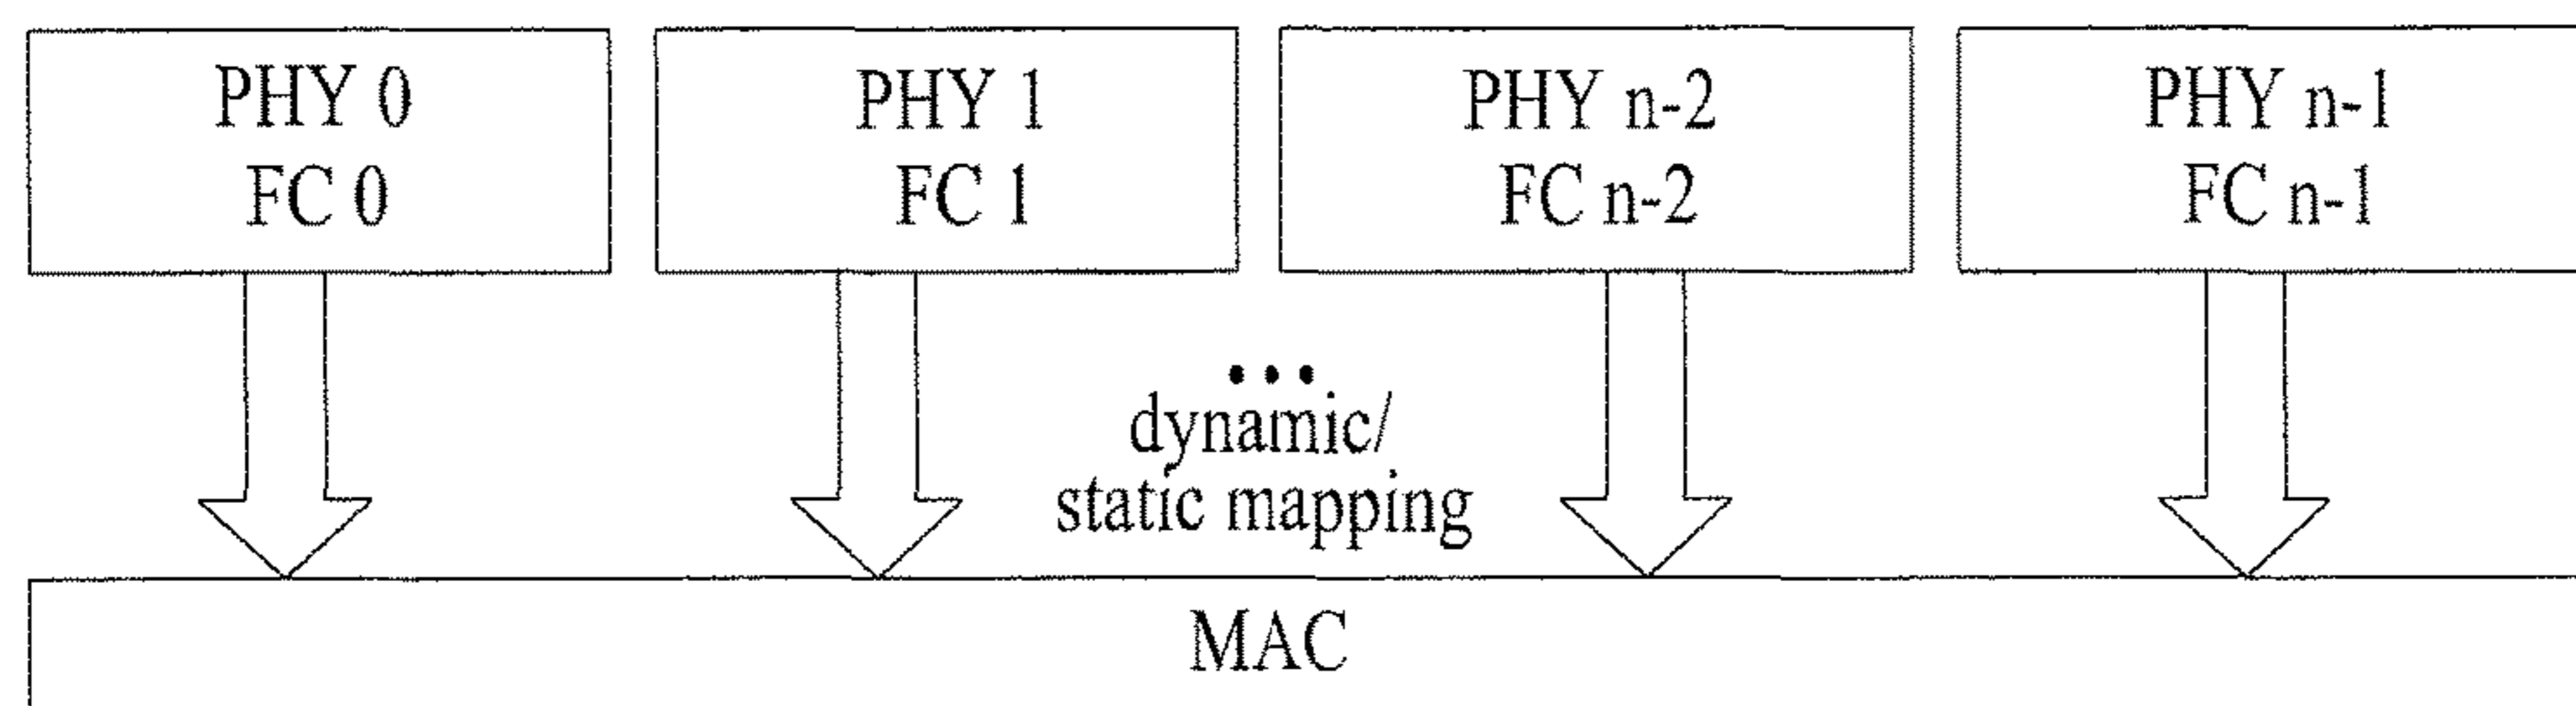 PHY 0
FC 0
PHY 1
FC 1
PHY n-2
FC n-2
PHY n-1
FC n-1
•••
dynamic/
static mapping
MAC